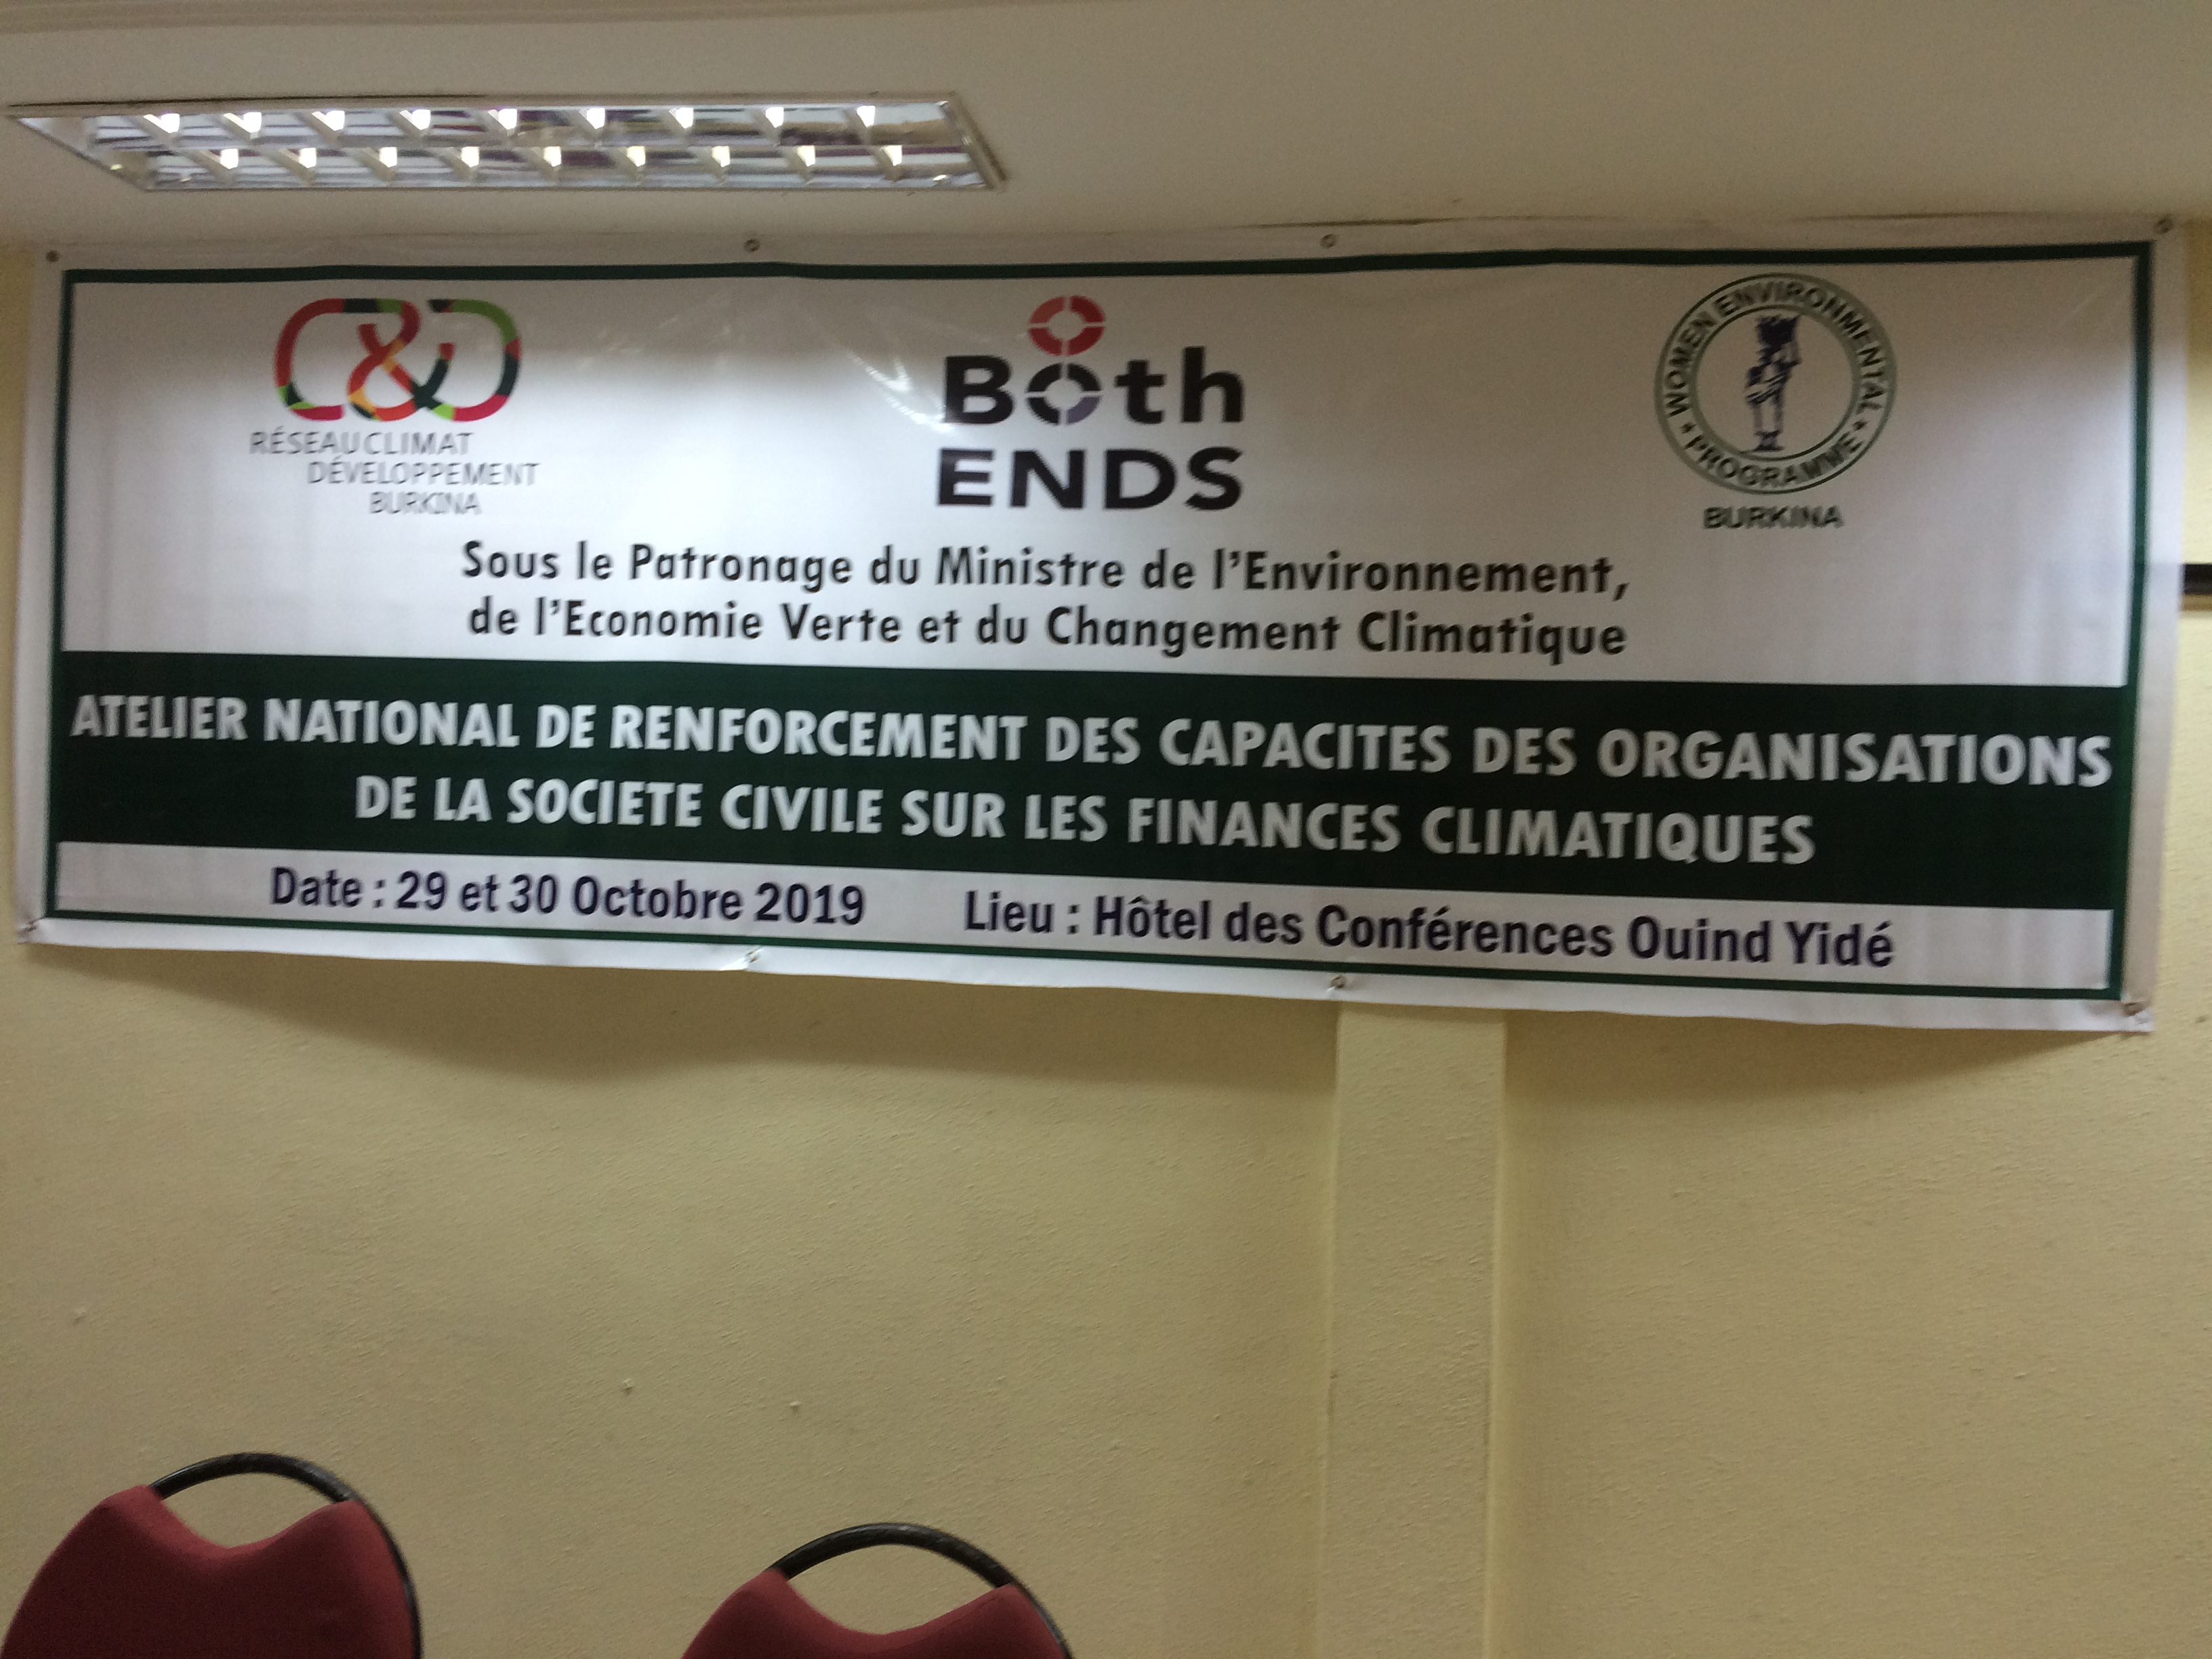 C&D
RÉSEAU CLIMAT
DÉVELOPPEMENT
BURKINA
Both
ENDS
WOMEN ENVIRONMENTAL
PROGRAMME
BURKINA
Sous le Patronage du Ministre de l'Environnement,
de l'Economie Verte et du Changement Climatique
ATELIER NATIONAL DE RENFORCEMENT DES CAPACITES DES ORGANISATIONS
DE LA SOCIETE CIVILE SUR LES FINANCES CLIMATIQUES
Date : 29 et 30 Octobre 2019 Lieu : Hôtel des Conférences Ouind Yidé